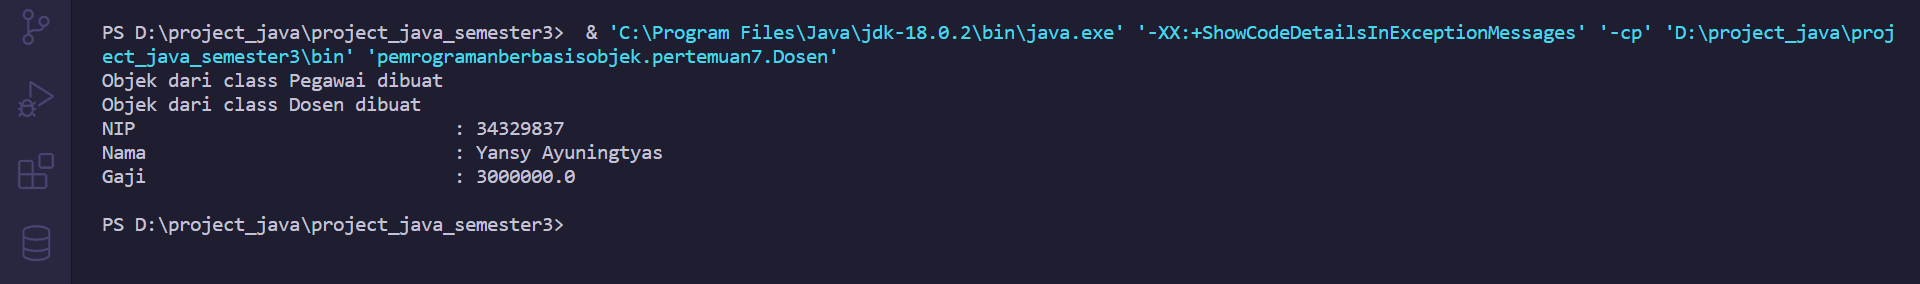 PS D:\project_java\project_java_semester3>  & 'C:\Program Files\Java\jdk-18.0.2\bin\java.exe' '-XX:+ShowCodeDetailsInExceptionMessages' '-cp' 'D:\project_java\proj
ect_java_semester3\bin' 'pemrogramanberbasisobjek.pertemuan7.Dosen'
Objek dari class Pegawai dibuat
Objek dari class Dosen dibuat
NIP                             : 34329837
Nama                            : Yansy Ayuningtyas
Gaji                            : 3000000.0
PS D:\project_java\project_java_semester3>